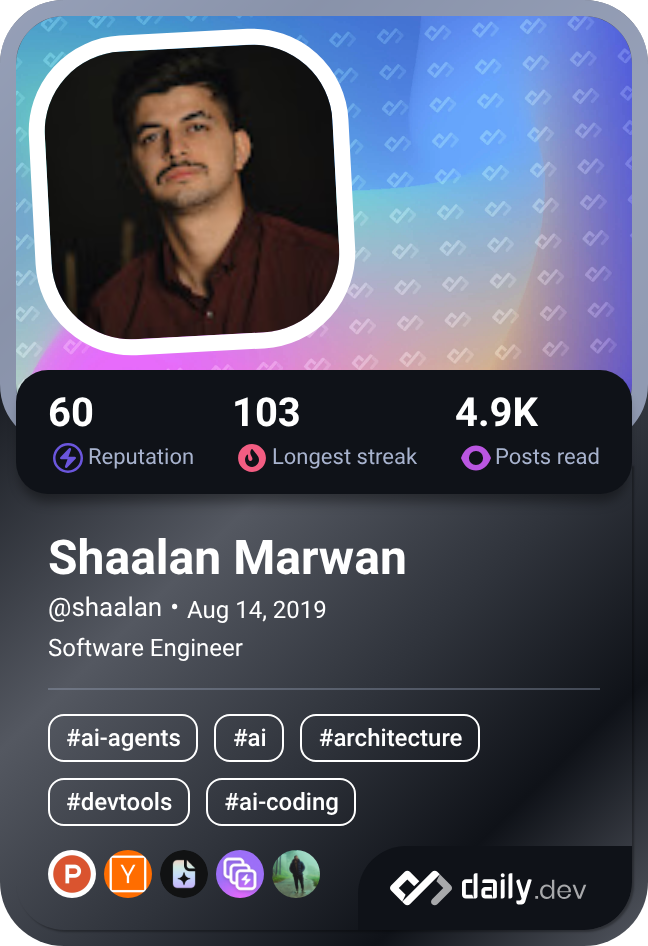 60 103 4.9K
Reputation Longest streak Posts read
Shaalan Marwan
@shaalan • Aug 14, 2019
Software Engineer
#ai-agents #ai #architecture
#devtools #ai-coding
P Y
daily.dev